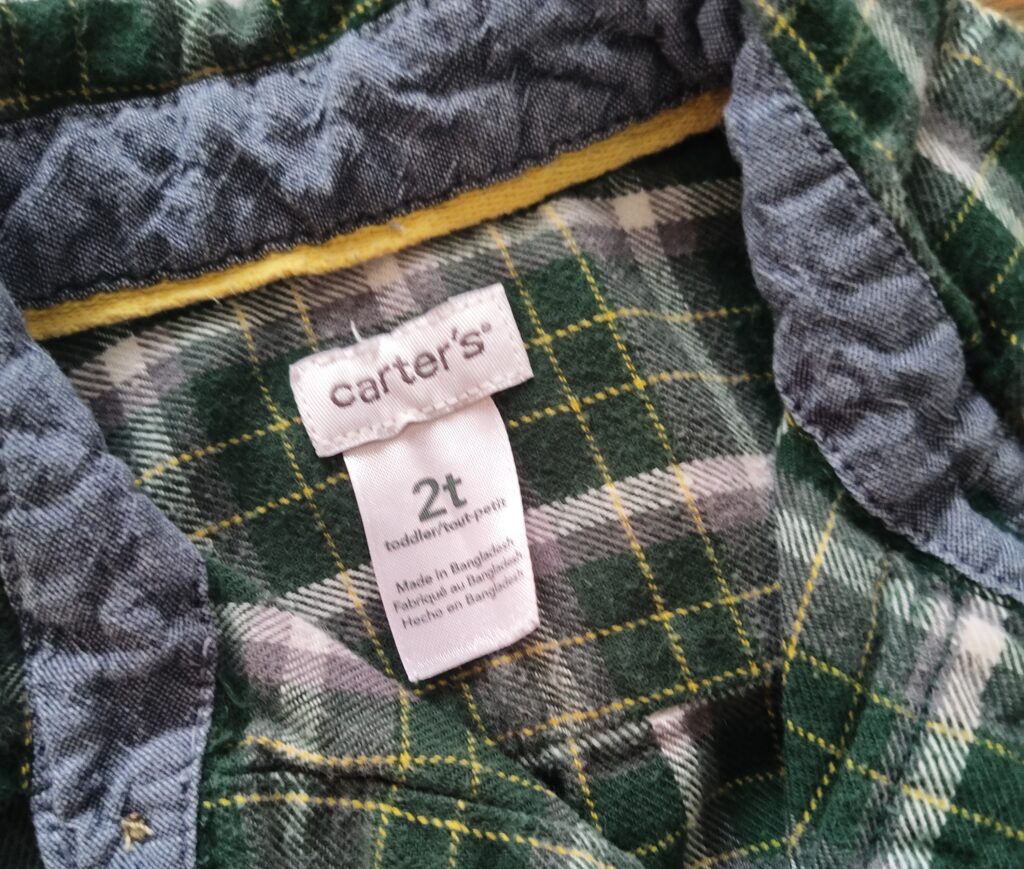 carter's®
2t
toddler/tout-petit
Made in Bangladesh
Fabriqué au Bangladesh
Hecho en Bangladesh